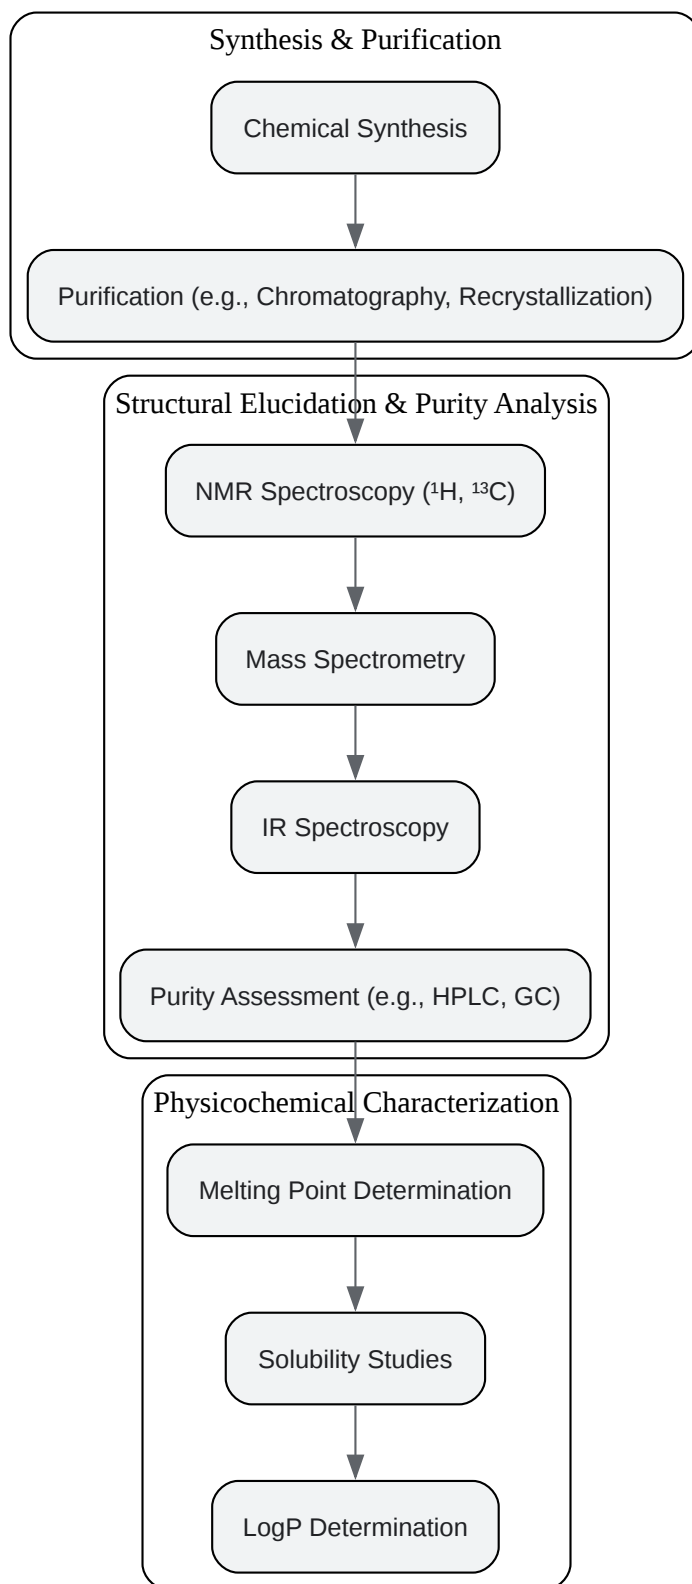 Synthesis & Purification
Chemical Synthesis
Purification (e.g., Chromatography, Recrystallization)
Structural Elucidation & Purity Analysis
NMR Spectroscopy (¹H, ¹³C)
Mass Spectrometry
IR Spectroscopy
Purity Assessment (e.g., HPLC, GC)
Physicochemical Characterization
Melting Point Determination
Solubility Studies
LogP Determination